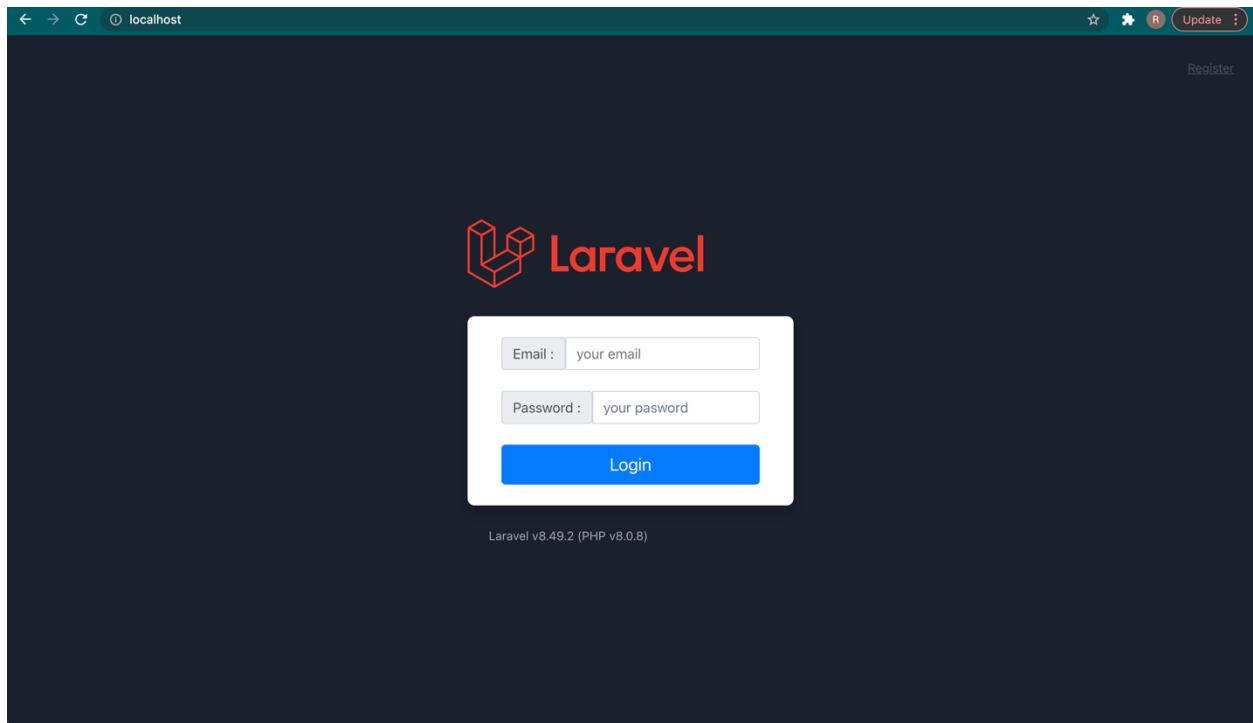 localhost
R
Update
Register
Laravel
Email :
your email
Password :
your pasword
Login
Laravel v8.49.2 (PHP v8.0.8)